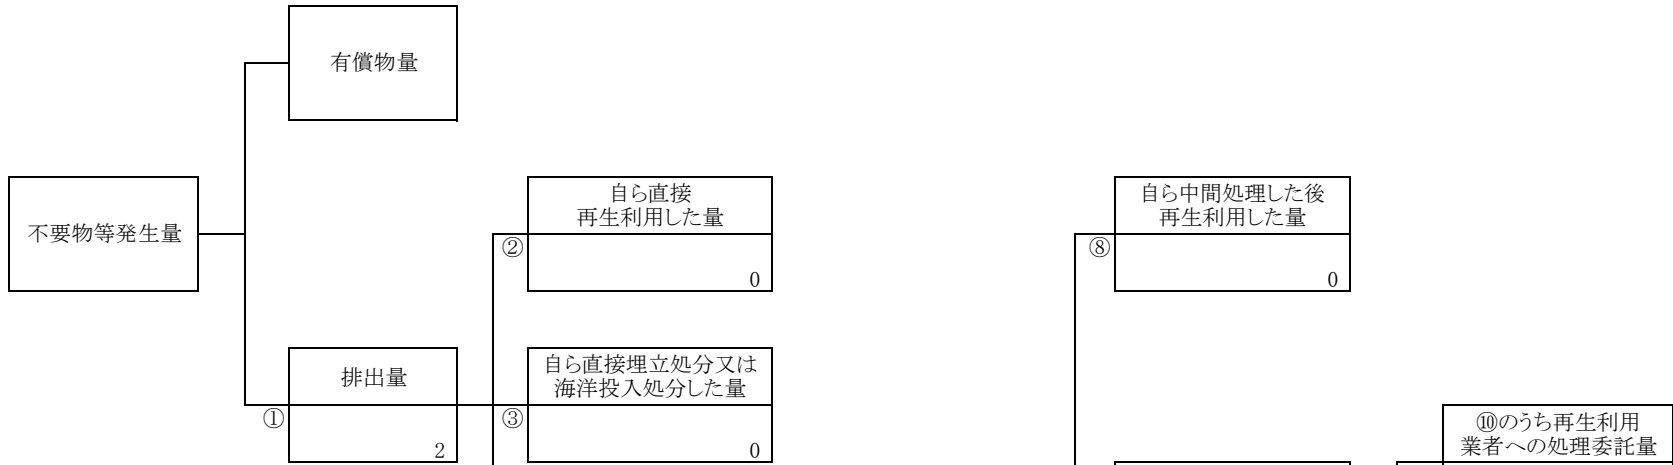 有償物量
不要物等発生量
自ら直接
再生利用した量
②
0
自ら中間処理した後
再生利用した量
⑧
0
排出量
①
2
自ら直接埋立処分又は
海洋投入処分した量
③
0
⑩のうち再生利用
業者への処理委託量